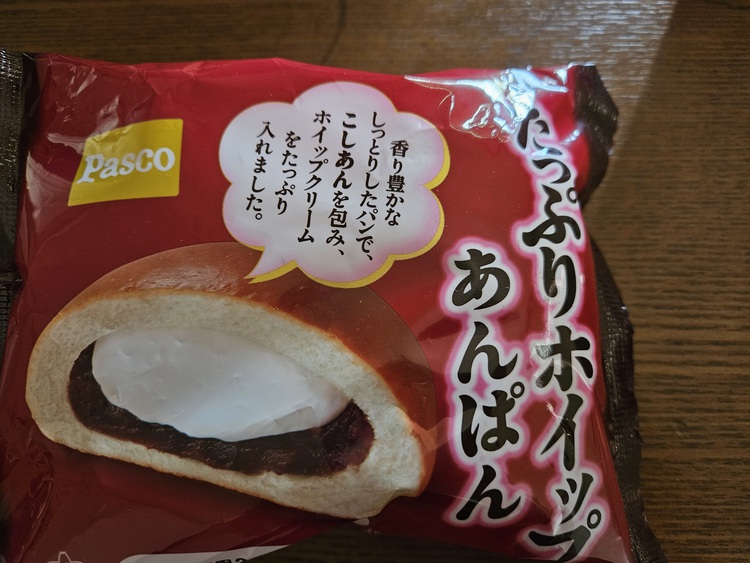 Pasco
香り豊かな
しっとりしたパンで、
こしあんを包み、
ホイップクリーム
をたっぷり
入れました。
たっぷりホイップ
あんぱん